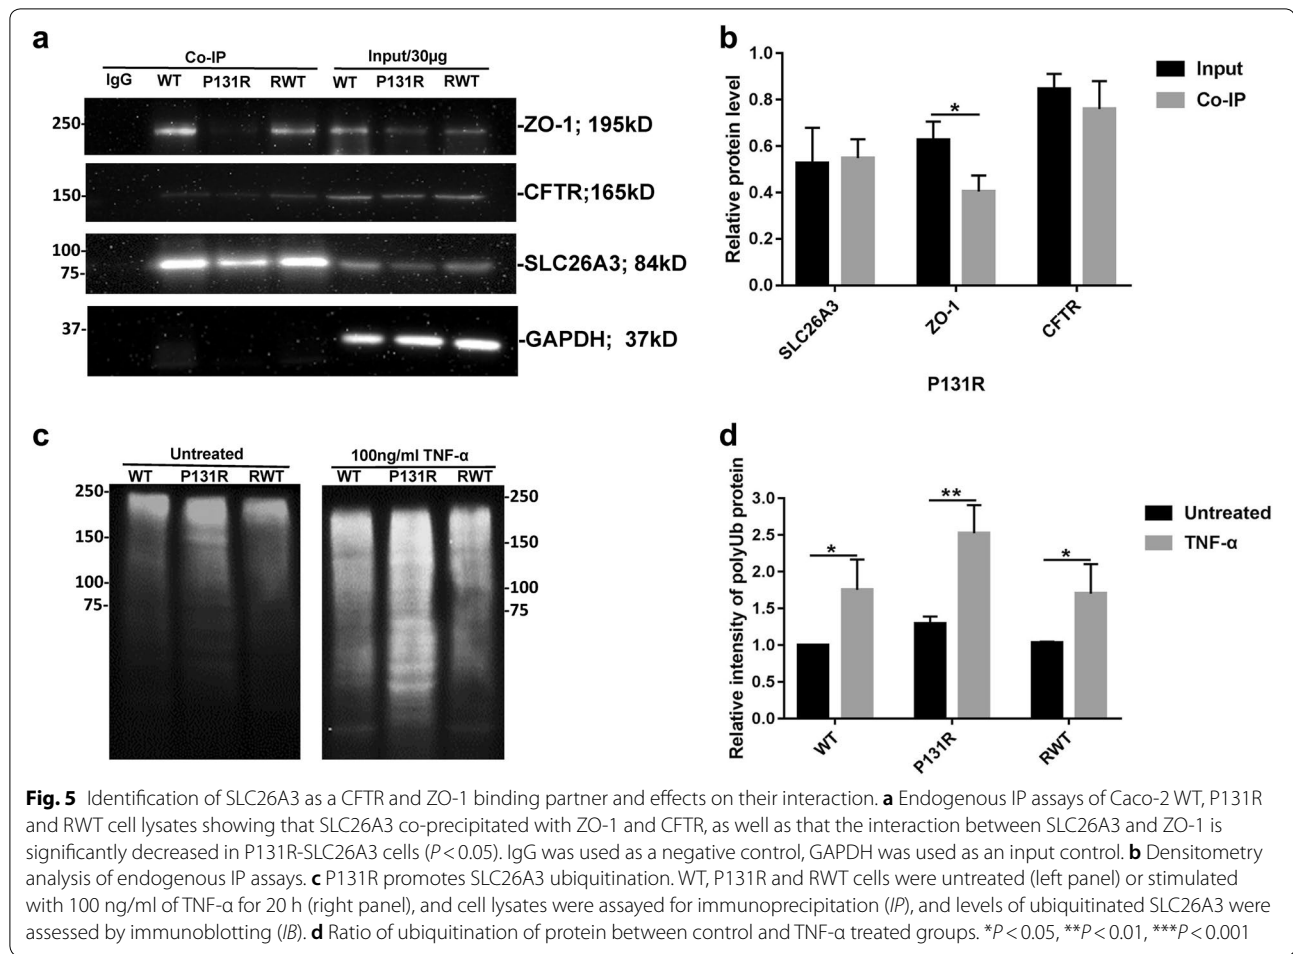 a
Co-IP Input/30μg
IgG WT P131R RWT WT P131R RWT
250 -ZO-1; 195kD
150- -CFTR;165kD
100-
75- -SLC26A3; 84kD
37- -GAPDH; 37kD
b
Relative protein level
1.0
0.8
0.6
0.4
0.2
0.0
*
Input
Co-IP
SLC26A3 ZO-1 CFTR
P131R
c
Untreated 100ng/ml TNF-α
WT P131R RWT WT P131R RWT
250-
150-
100-
75-
-250
-150
-100
-75
d
Relative intensity of polyUb protein
3.0
2.5
2.0
1.5
1.0
0.5
0.0
* ** *
Untreated
TNF-α
WT P131R RWT
Fig. 5 Identification of SLC26A3 as a CFTR and ZO-1 binding partner and effects on their interaction. a Endogenous IP assays of Caco-2 WT, P131R
and RWT cell lysates showing that SLC26A3 co-precipitated with ZO-1 and CFTR, as well as that the interaction between SLC26A3 and ZO-1 is
significantly decreased in P131R-SLC26A3 cells (P < 0.05). IgG was used as a negative control, GAPDH was used as an input control. b Densitometry
analysis of endogenous IP assays. c P131R promotes SLC26A3 ubiquitination. WT, P131R and RWT cells were untreated (left panel) or stimulated
with 100 ng/ml of TNF-α for 20 h (right panel), and cell lysates were assayed for immunoprecipitation (IP), and levels of ubiquitinated SLC26A3 were
assessed by immunoblotting (IB). d Ratio of ubiquitination of protein between control and TNF-α treated groups. *P < 0.05, **P < 0.01, ***P < 0.001